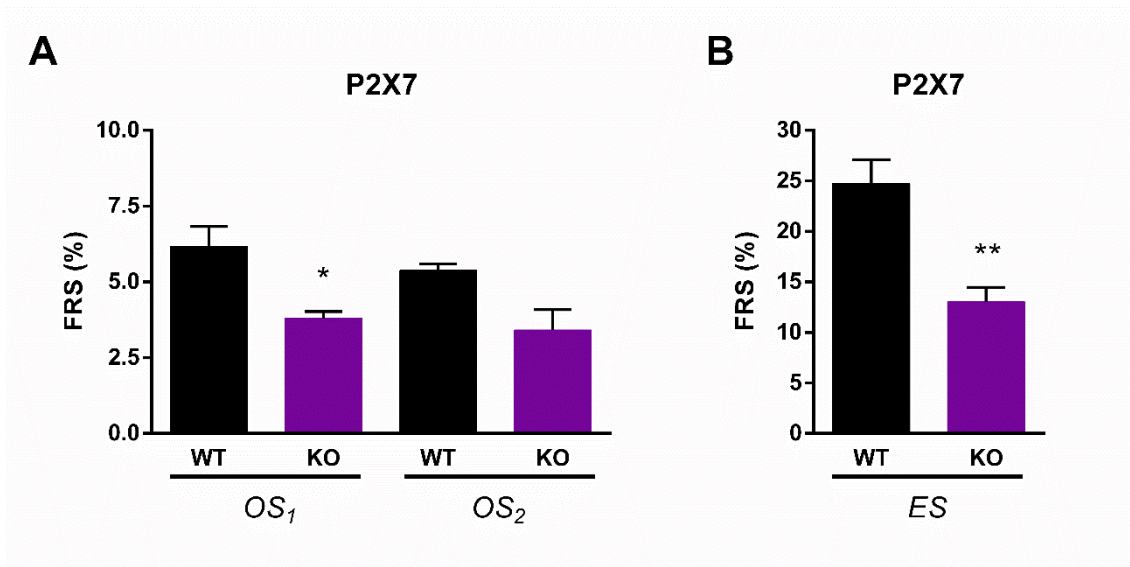 A
P2X7
FRS (%)
10.0
7.5
5.0
2.5
0.0
*
WT KO WT KO
OS1 OS2
B
P2X7
FRS (%)
30
25
20
15
10
5
0
**
WT KO
ES